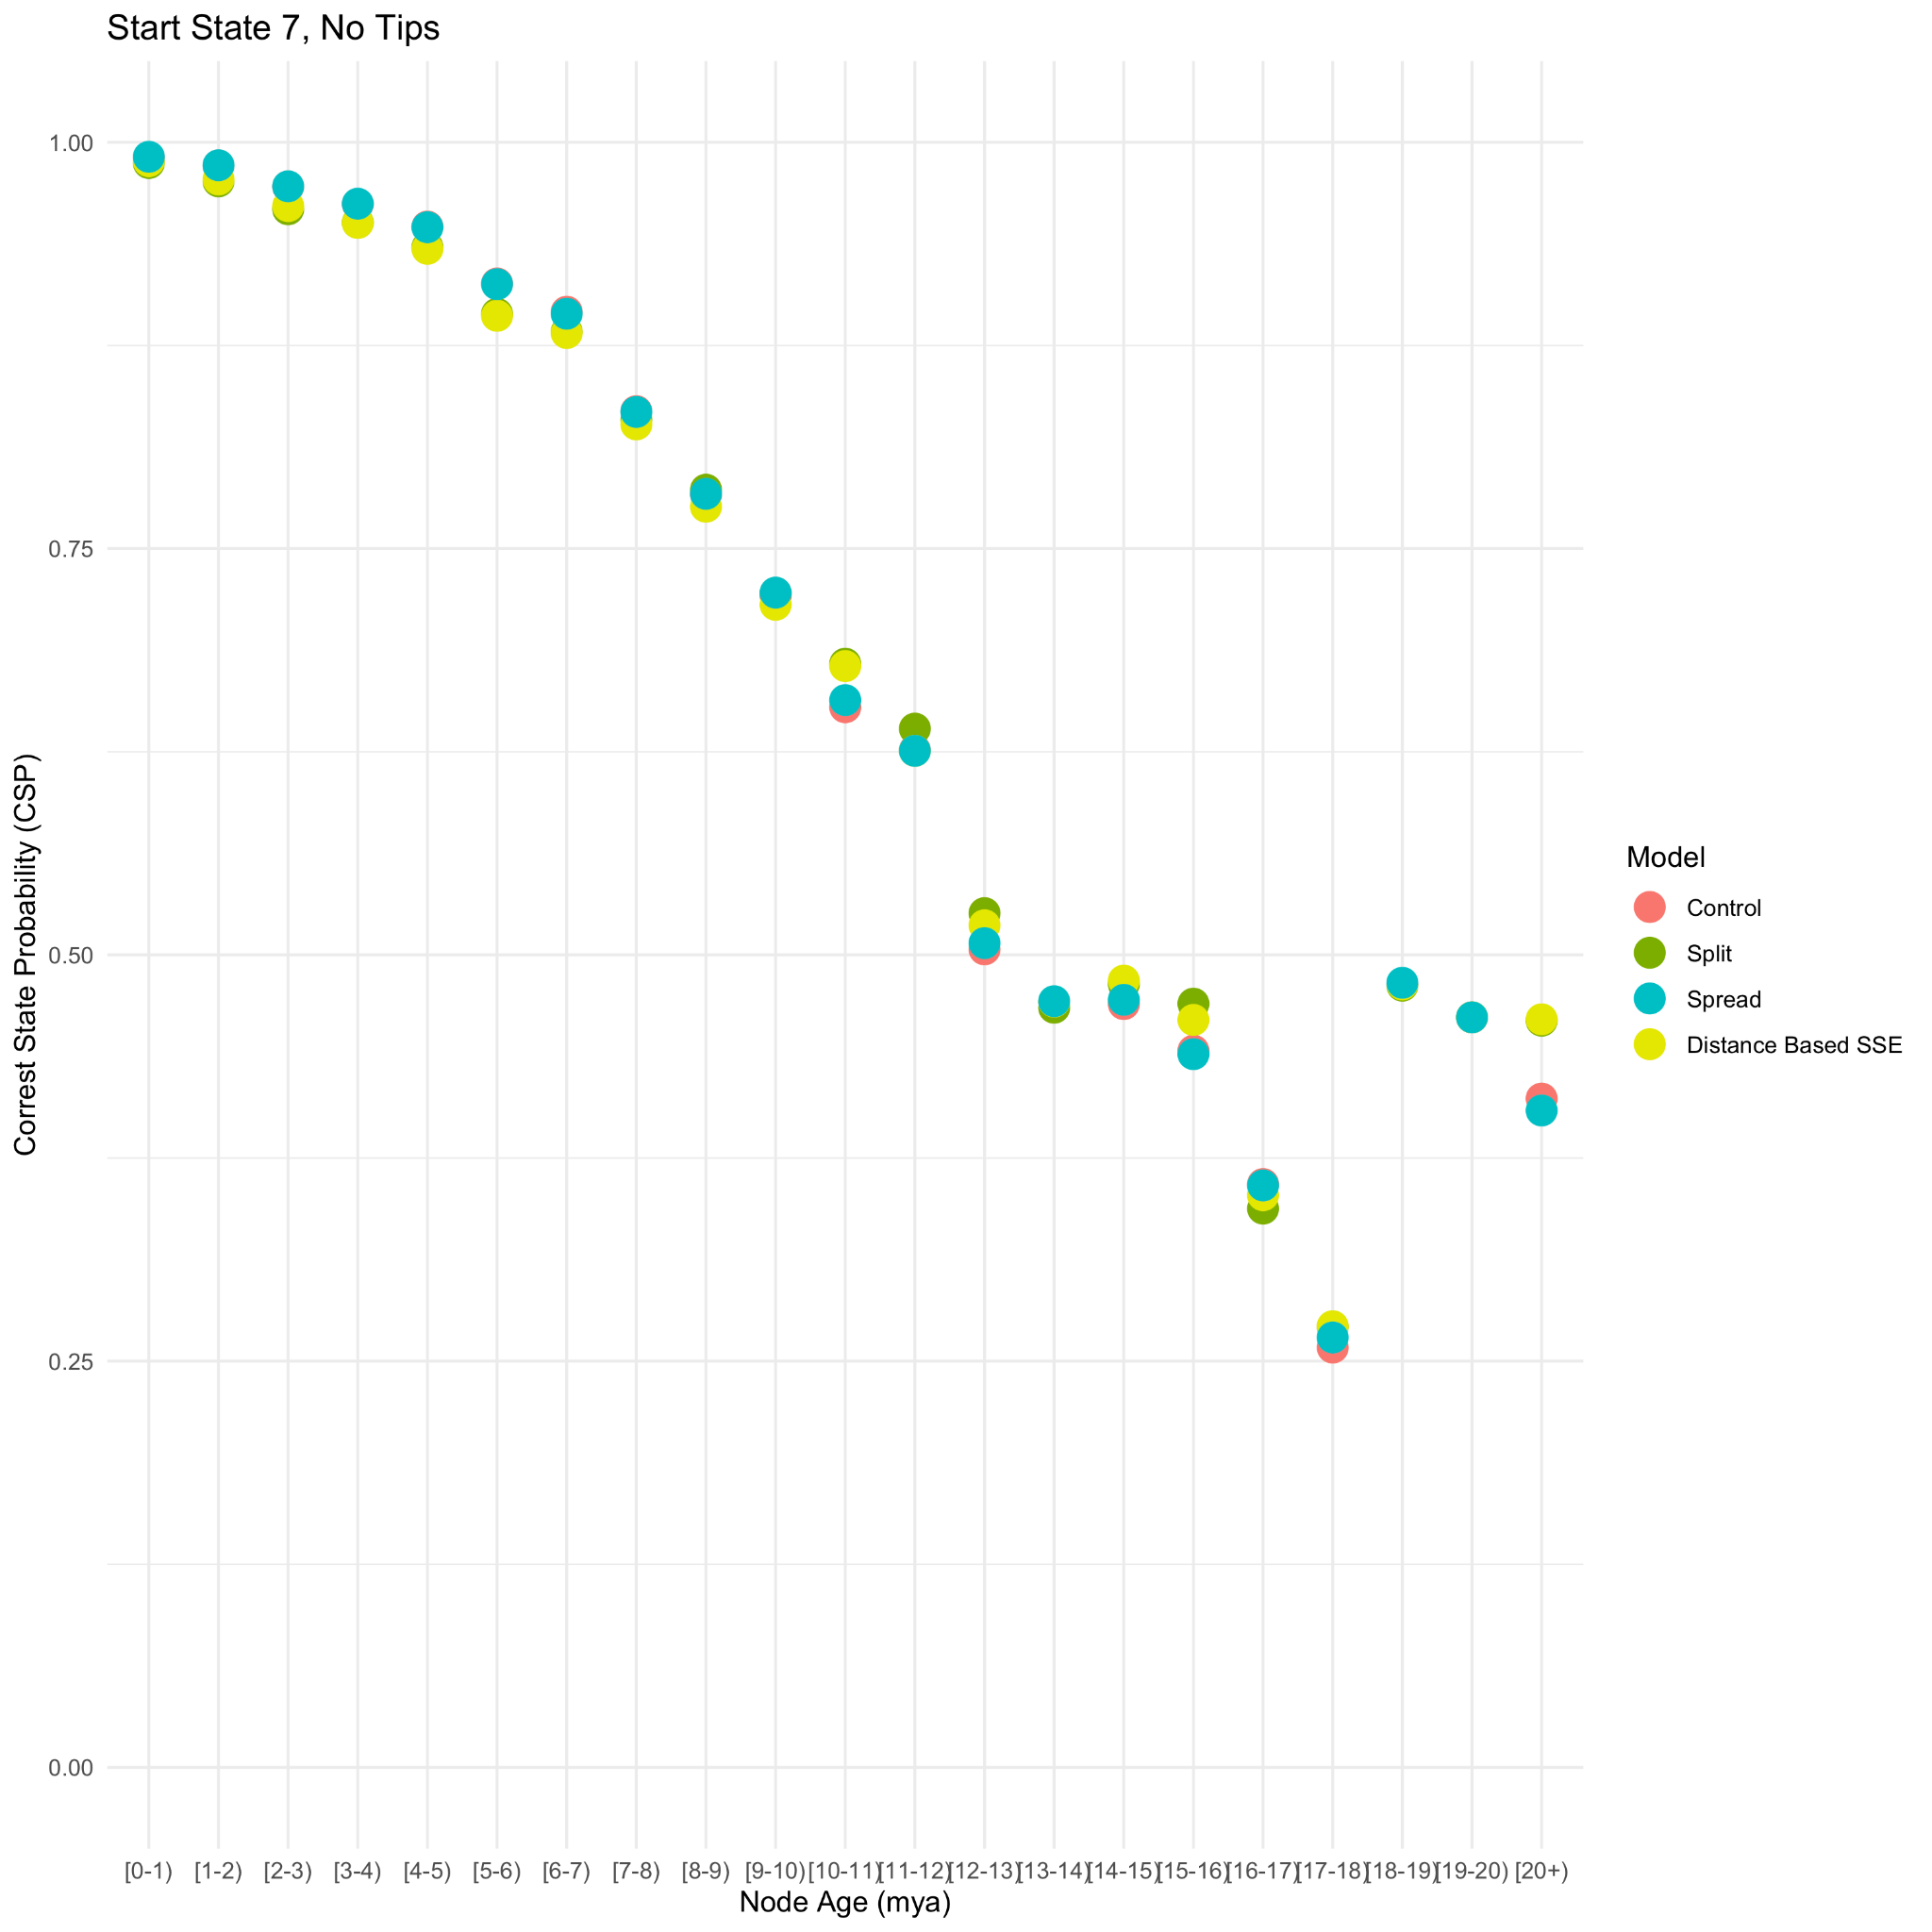 Start State 7, No Tips
1.00
0.75
0.50
0.25
0.00
Correst State Probability (CSP)
[0-1) [1-2) [2-3) [3-4) [4-5) [5-6) [6-7) [7-8) [8-9) [9-10) [10-11) [11-12) [12-13) [13-14) [14-15) [15-16) [16-17) [17-18) [18-19) [19-20) [20+)
Node Age (mya)
Model
Control
Split
Spread
Distance Based SSE